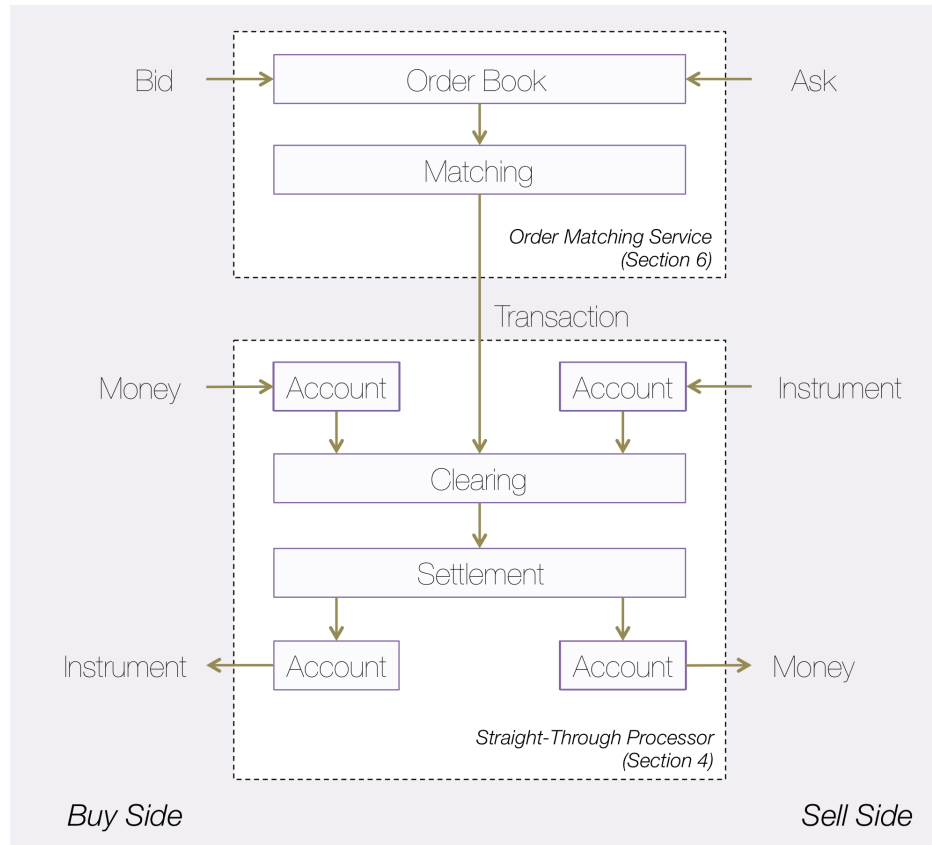 Bid
Order Book
Ask
Matching
Order Matching Service
(Section 6)
Transaction
Money
Account
Account
Instrument
Clearing
Settlement
Instrument
Account
Account
Money
Straight-Through Processor
(Section 4)
Buy Side
Sell Side